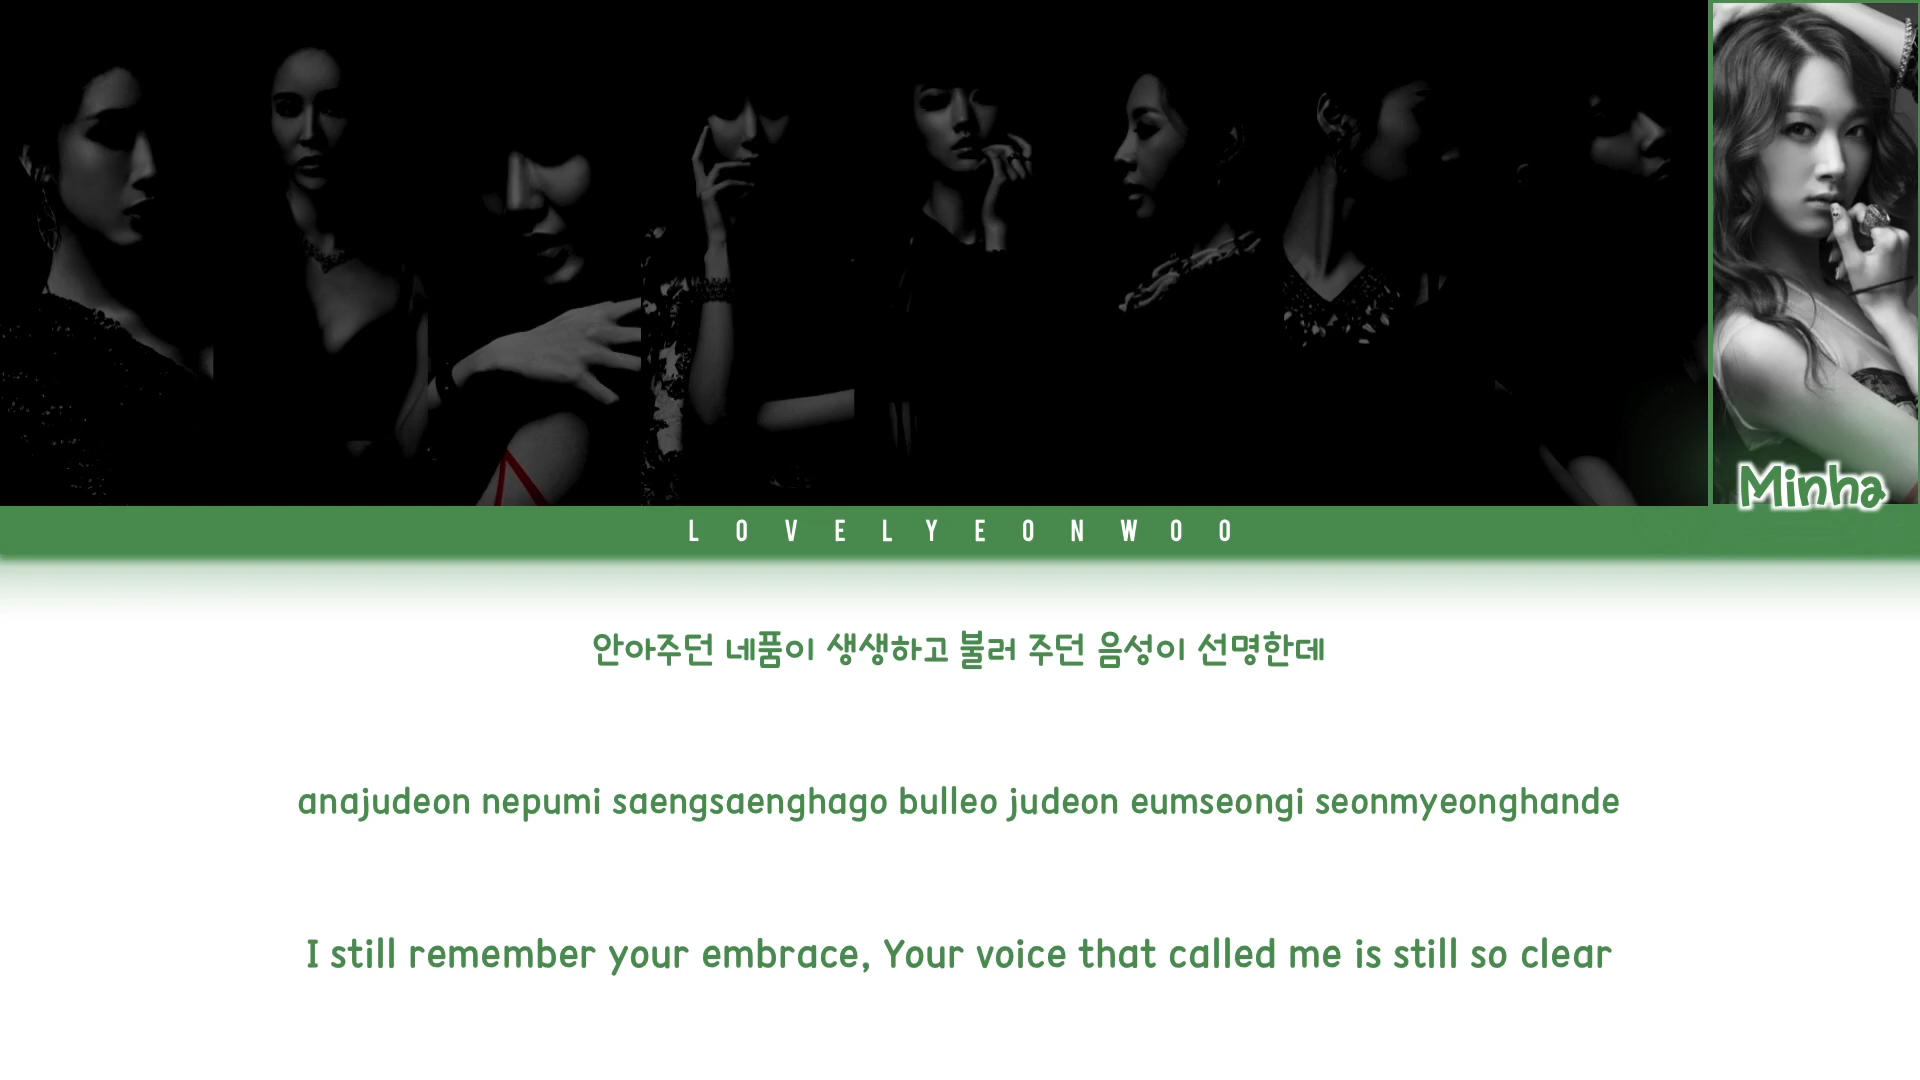 Minha
LOVELYEONWOO
안아주던 네품이 생생하고 불러 주던 음성이 선명한데
anajudeon nepumi saengsaenghago bulleo judeon eumseongi seonmyeonghande
I still remember your embrace, Your voice that called me is still so clear